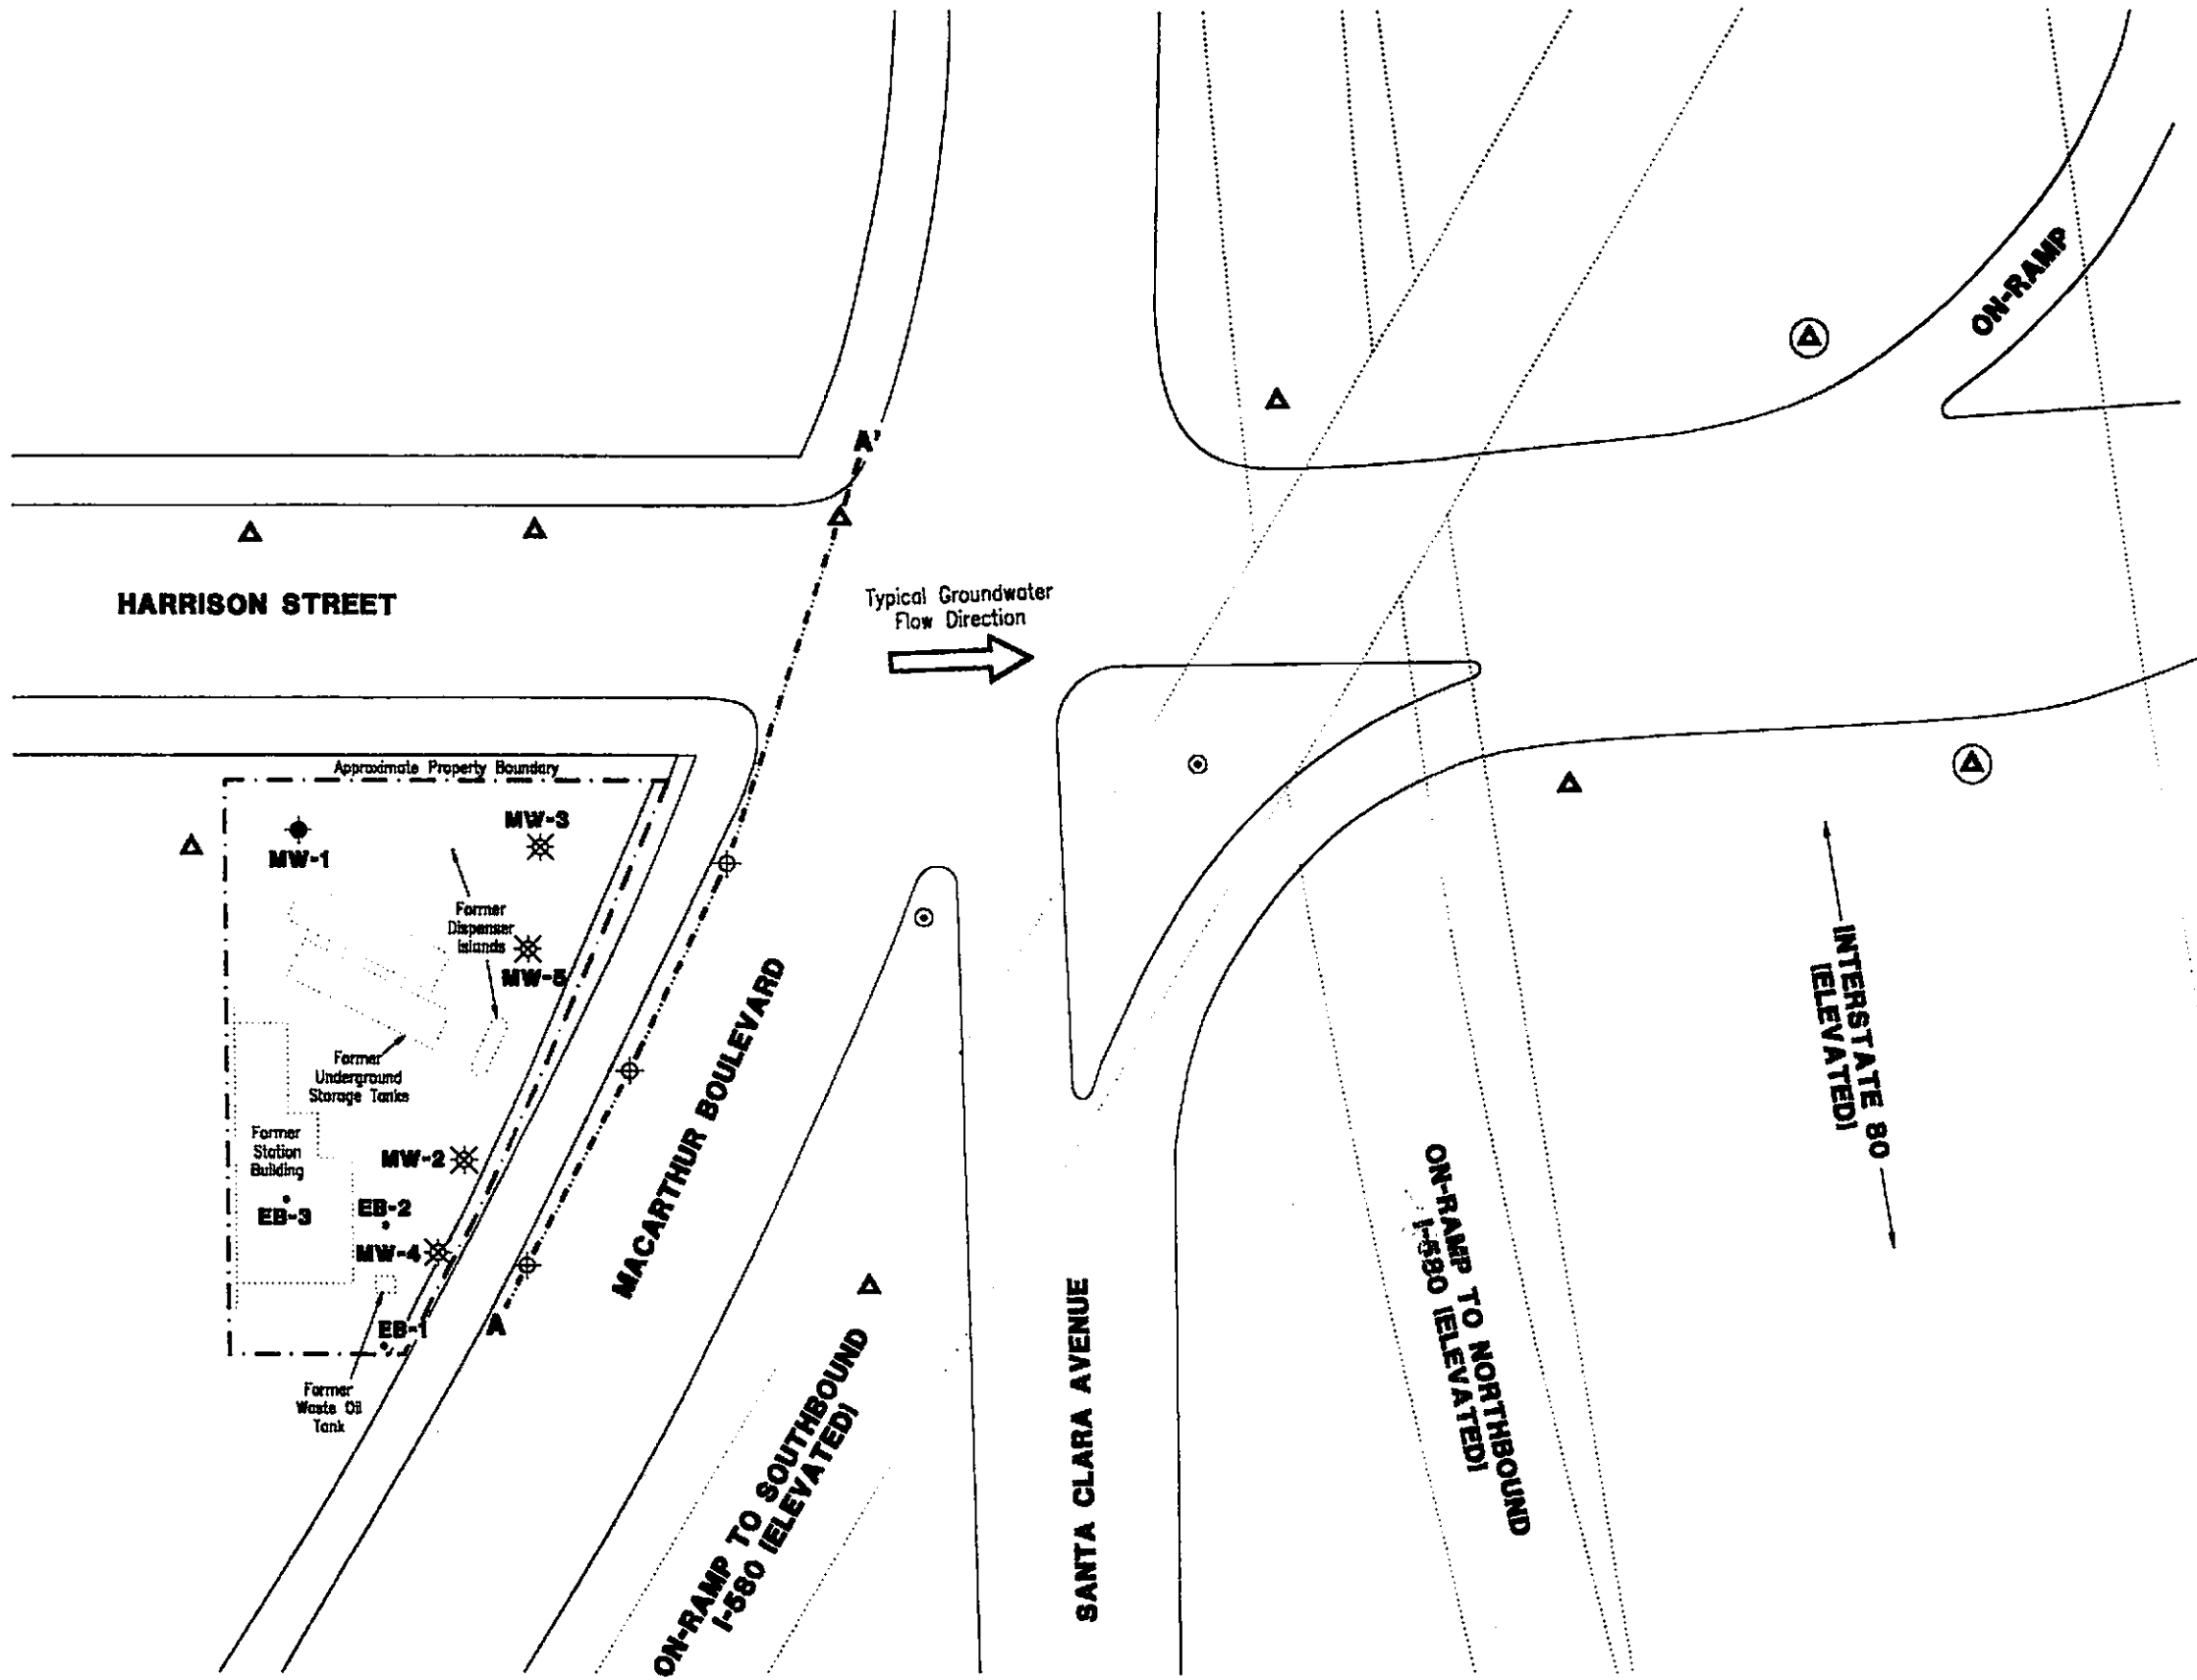 ON-RAMP
A'
HARRISON STREET
Typical Groundwater
Flow Direction
Approximate Property Boundary
MW-1
MW-3
Former
Dispenser
Islands
MW-5
Former
Underground
Storage Tanks
Former
Station
Building
MW-2
EB-3
EB-2
MW-4
EB-1
A
Former
Waste Oil
Tank
MACARTHUR BOULEVARD
ON-RAMP TO SOUTHBOUND
I-580 (ELEVATED)
SANTA CLARA AVENUE
ON-RAMP TO NORTHBOUND
I-580 (ELEVATED)
INTERSTATE 80
(ELEVATED)